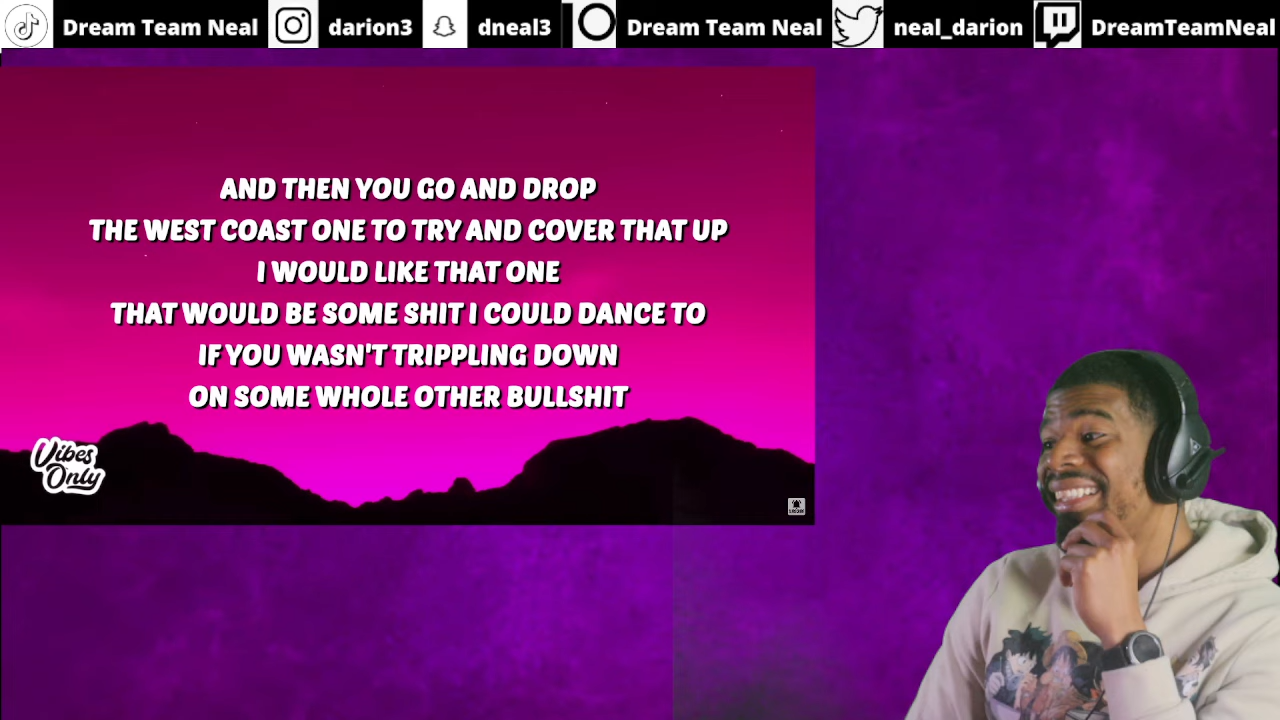 Dream Team Neal darion3 dneal3 Dream Team Neal neal_darion DreamTeamNeal
AND THEN YOU GO AND DROP
THE WEST COAST ONE TO TRY AND COVER THAT UP
I WOULD LIKE THAT ONE
THAT WOULD BE SOME SHIT I COULD DANCE TO
IF YOU WASN'T TRIPPLING DOWN
ON SOME WHOLE OTHER BULLSHIT
Vibes
Only